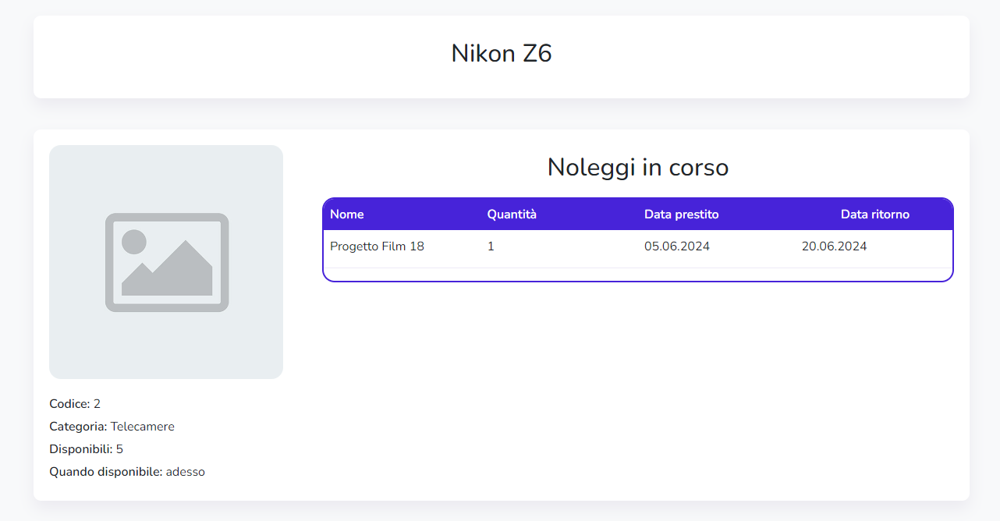 Nikon Z6
Noleggi in corso
Nome Quantità Data prestito Data ritorno
Progetto Film 18 1 05.06.2024 20.06.2024
Codice: 2
Categoria: Telecamere
Disponibili: 5
Quando disponibile: adesso